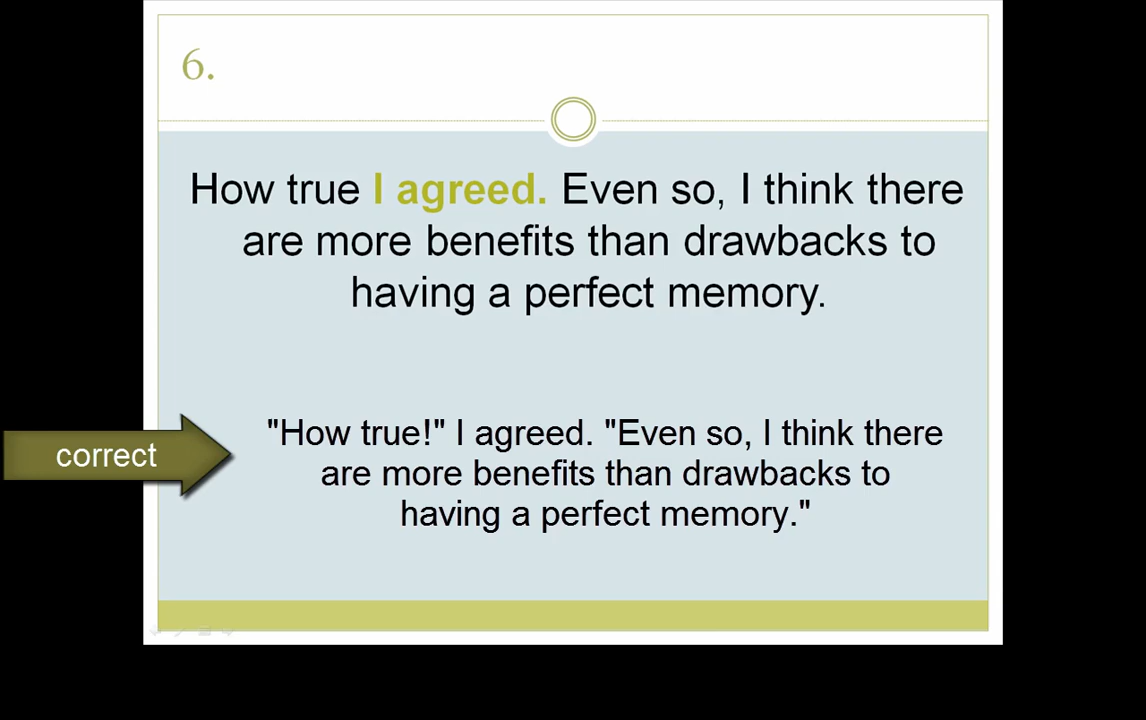 6.
How true I agreed. Even so, I think there
are more benefits than drawbacks to
having a perfect memory.
correct
"How true!" I agreed. "Even so, I think there
are more benefits than drawbacks to
having a perfect memory."